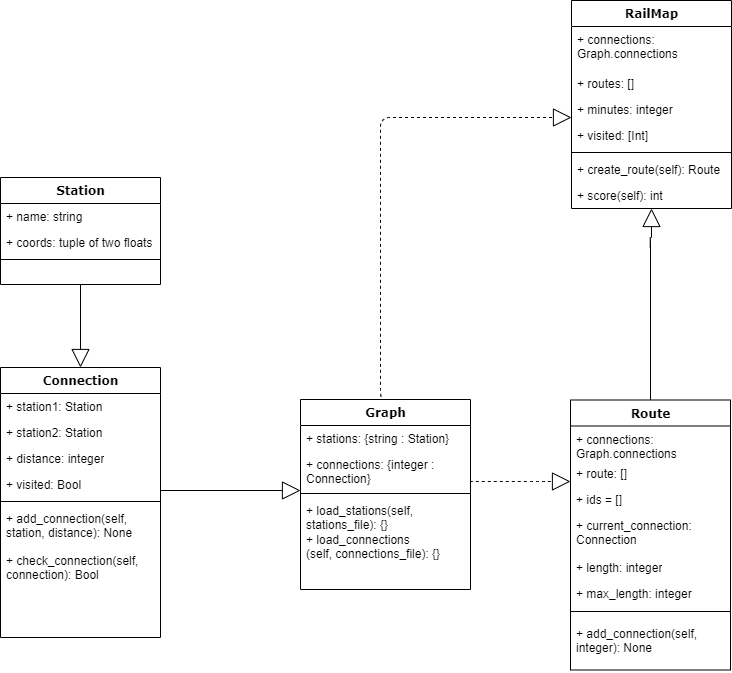 RailMap
+ connections:
Graph.connections
+ routes: []
+ minutes: integer
+ visited: [Int]
+ create_route(self): Route
+ score(self): int
Station
+ name: string
+ coords: tuple of two floats
Connection
+ station1: Station
+ station2: Station
+ distance: integer
+ visited: Bool
+ add_connection(self,
station, distance): None
+ check_connection(self,
connection): Bool
Graph
+ stations: {string : Station}
+ connections: {integer :
Connection}
+ load_stations(self,
stations_file): {}
+ load_connections
(self, connections_file): {}
Route
+ connections:
Graph.connections
+ route: []
+ ids = []
+ current_connection:
Connection
+ length: integer
+ max_length: integer
+ add_connection(self,
integer): None